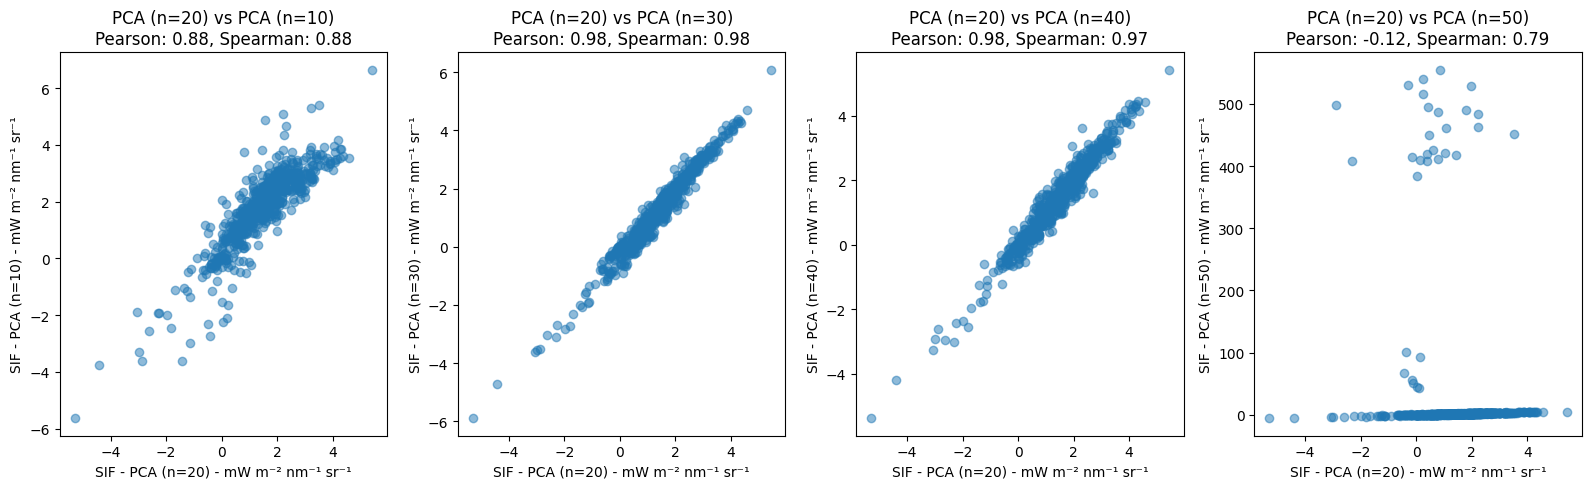 PCA (n=20) vs PCA (n=10)
Pearson: 0.88, Spearman: 0.88
SIF - PCA (n=10) - mW m⁻² nm⁻¹ sr⁻¹
6
4
2
0
−2
−4
−6
−4
−2
0
2
4
SIF - PCA (n=20) - mW m⁻² nm⁻¹ sr⁻¹
PCA (n=20) vs PCA (n=30)
Pearson: 0.98, Spearman: 0.98
SIF - PCA (n=30) - mW m⁻² nm⁻¹ sr⁻¹
6
4
2
0
−2
−4
−6
−4
−2
0
2
4
SIF - PCA (n=20) - mW m⁻² nm⁻¹ sr⁻¹
PCA (n=20) vs PCA (n=40)
Pearson: 0.98, Spearman: 0.97
SIF - PCA (n=40) - mW m⁻² nm⁻¹ sr⁻¹
4
2
0
−2
−4
−4
−2
0
2
4
SIF - PCA (n=20) - mW m⁻² nm⁻¹ sr⁻¹
PCA (n=20) vs PCA (n=50)
Pearson: -0.12, Spearman: 0.79
SIF - PCA (n=50) - mW m⁻² nm⁻¹ sr⁻¹
500
400
300
200
100
0
−4
−2
0
2
4
SIF - PCA (n=20) - mW m⁻² nm⁻¹ sr⁻¹